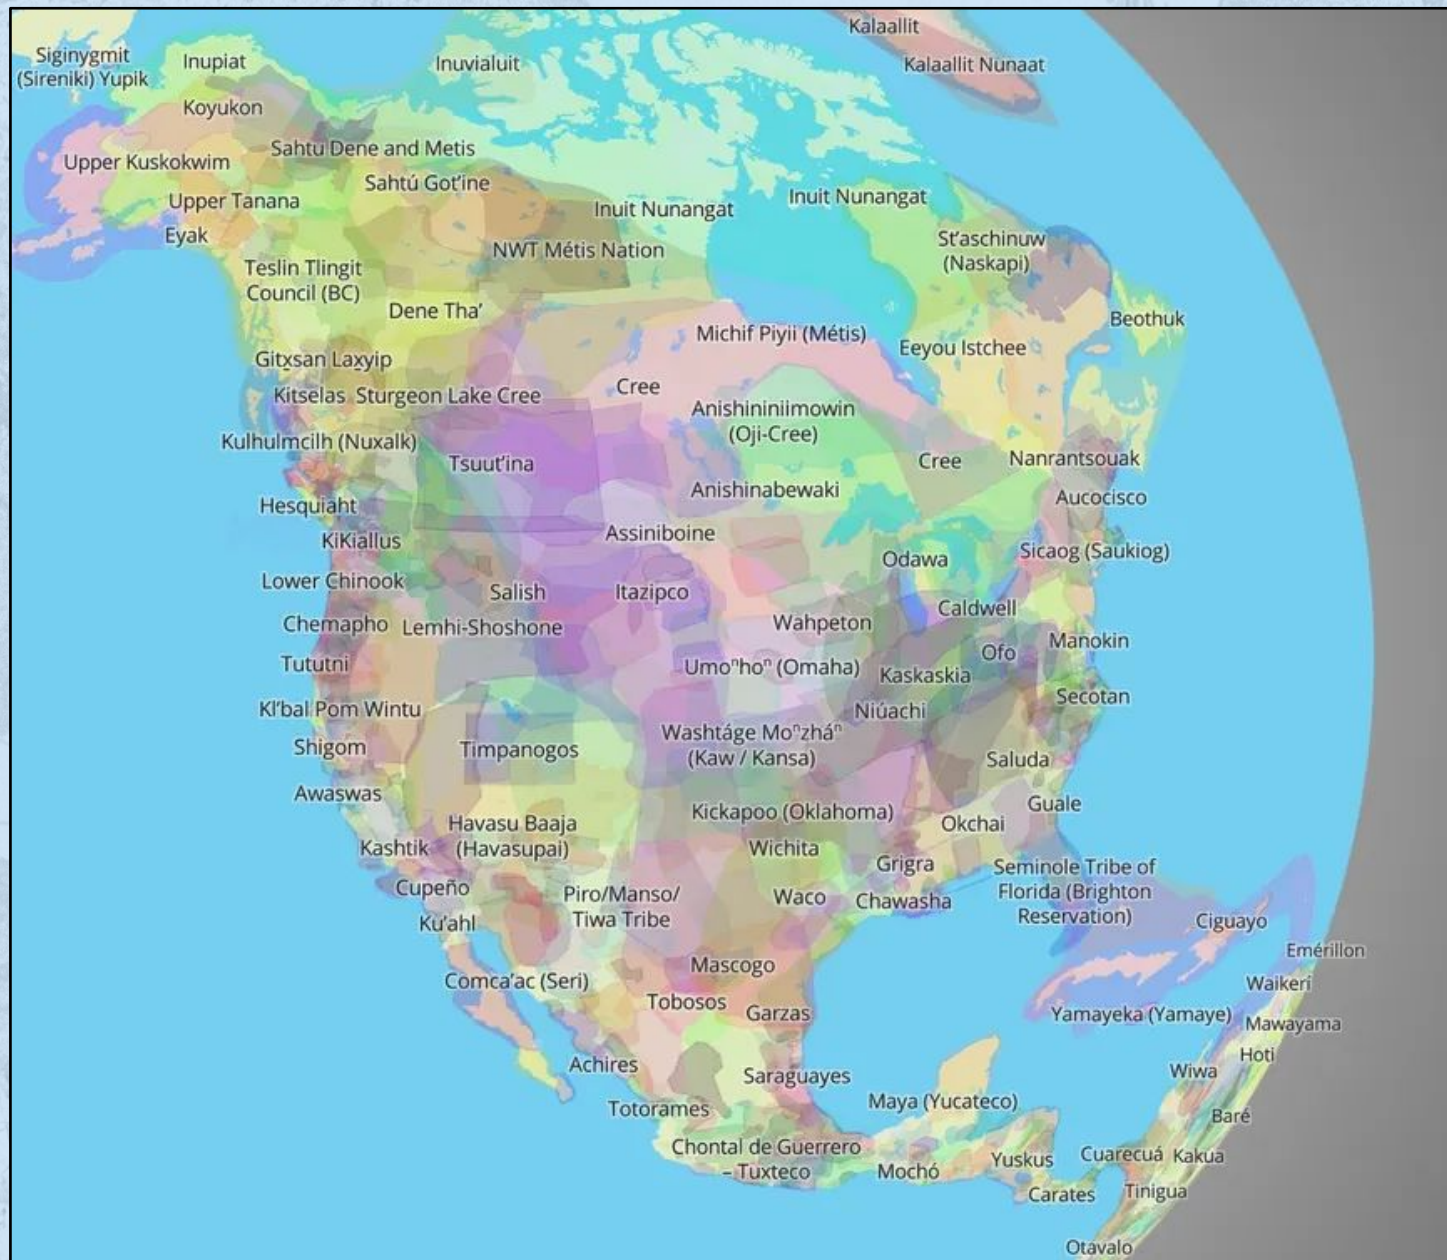 Kalaallit
Siginygmit
(Sireniki) Yupik
Inupiat
Inuvialuit
Kalaallit Nunaat
Koyukon
Sahtu Dene and Metis
Upper Kuskokwim
Sahtú Got'ine
Upper Tanana
Inuit Nunangat
Inuit Nunangat
Eyak
NWT Métis Nation
St'aschinuw
(Naskapi)
Teslin Tlingit
Council (BC)
Dene Tha'
Beothuk
Michif Piyii (Métis)
Eeyou Istchee
Gitxsan Laxyip
Cree
Kitselas
Sturgeon Lake Cree
Anishininiimowin
(Oji-Cree)
Kulhulmcilh (Nuxalk)
Tsuut'ina
Cree
Nanrantsouak
Anishinabewaki
Aucocisco
Hesquiaht
Assiniboine
KiKiallus
Odawa
Sicaog (Saukiog)
Lower Chinook
Salish
Itazipco
Caldwell
Chemapho
Lemhi-Shoshone
Wahpeton
Manokin
Ofo
Tututni
Umoⁿhoⁿ (Omaha)
Kaskaskia
Secotan
Kl'bal Pom Wintu
Niúachi
Shigom
Timpanogos
Washtáge Moⁿzháⁿ
(Kaw / Kansa)
Saluda
Awaswas
Guale
Kickapoo (Oklahoma)
Okchai
Havasu Baaja
(Havasupai)
Kashtik
Wichita
Grigra
Seminole Tribe of
Florida (Brighton
Reservation)
Cupeño
Piro/Manso/
Tiwa Tribe
Waco
Chawasha
Ku'ahl
Ciguayo
Emérillon
Mascogo
Comca'ac (Seri)
Waikerí
Tobosos
Garzas
Yamayeka (Yamaye)
Mawayama
Hoti
Achires
Saraguayes
Wiwa
Totorames
Maya (Yucateco)
Baré
Chontal de Guerrero
– Tuxteco
Mochó
Yuskus
Cuarecuá
Kakua
Carates
Tinigua
Otavalo